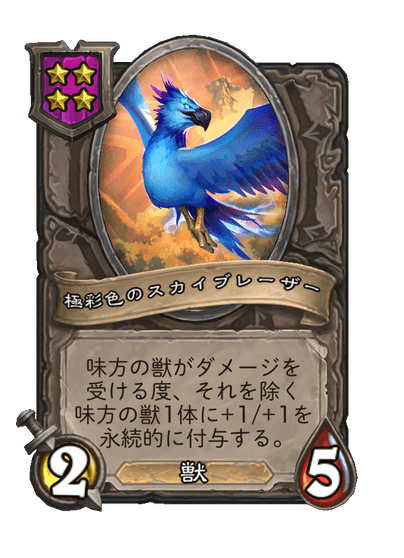 極彩色のスカイブレーザー
味方の獣がダメージを
受ける度、それを除く
味方の獣1体に+1/+1を
永続的に付与する。
2
獣
5